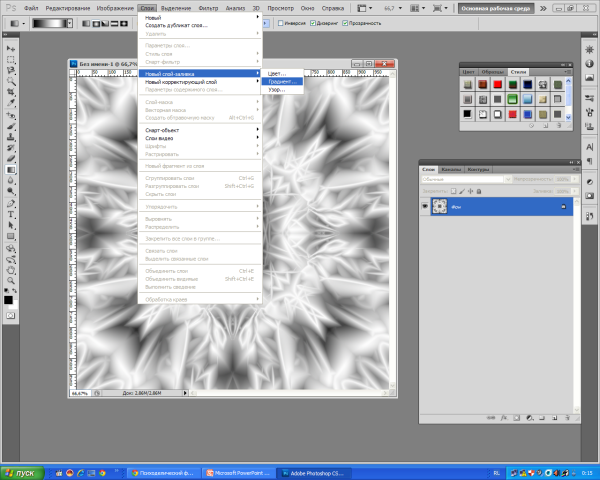 Ps Файл Редактирование Изображение Слои Выделение Фильтр Анализ 3D Просмотр Окно Справка 66,7 Основная рабочая среда
Инверсия Дизеринг Прозрачность
Новый
Создать дубликат слоя...
Удалить
Параметры слоя...
Стиль слоя
Смарт-фильтр
Новый слой-заливка
Новый корректирующий слой
Параметры содержимого слоя...
Слой-маска
Векторная маска
Создать обтравочную маску Alt+Ctrl+G
Смарт-объект
Слои видео
Шрифты
Растрировать
Новый фрагмент из слоя
Сгруппировать слои Ctrl+G
Разгруппировать слои Shift+Ctrl+G
Скрыть слои
Упорядочить
Выровнять
Распределить
Закрепить все слои в группе...
Связать слои
Выделить связанные слои
Объединить слои Ctrl+E
Объединить видимые Shift+Ctrl+E
Выполнить сведение
Обработка краев
Цвет...
Градиент...
Узор...
Без имени-1 @ 66,7%
66,67% Док: 2,86M/2,86M
Цвет Образцы Стили
Слои Каналы Контуры
Обычные Непрозрачность: 100%
Закрепить: Заливка: 100%
Фон
пуск Психоделический ф... Microsoft PowerPoint ... Adobe Photoshop CS... RL 0:15